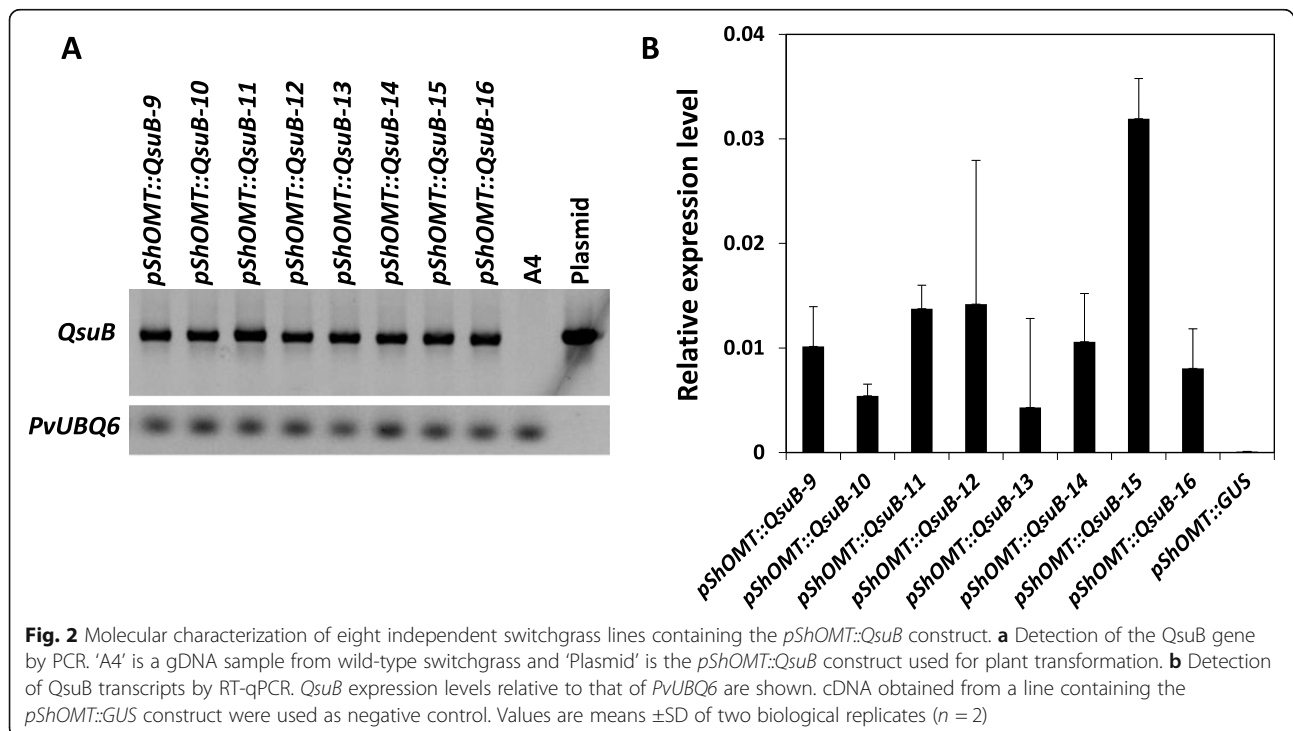 A
pShOMT::QsuB-9
pShOMT::QsuB-10
pShOMT::QsuB-11
pShOMT::QsuB-12
pShOMT::QsuB-13
pShOMT::QsuB-14
pShOMT::QsuB-15
pShOMT::QsuB-16
A4
Plasmid
QsuB
PvUBQ6
B
Relative expression level
0.04
0.03
0.02
0.01
0
pShOMT::QsuB-9
pShOMT::QsuB-10
pShOMT::QsuB-11
pShOMT::QsuB-12
pShOMT::QsuB-13
pShOMT::QsuB-14
pShOMT::QsuB-15
pShOMT::QsuB-16
pShOMT::GUS
Fig. 2 Molecular characterization of eight independent switchgrass lines containing the pShOMT::QsuB construct. a Detection of the QsuB gene
by PCR. ‘A4’ is a gDNA sample from wild-type switchgrass and ‘Plasmid’ is the pShOMT::QsuB construct used for plant transformation. b Detection
of QsuB transcripts by RT-qPCR. QsuB expression levels relative to that of PvUBQ6 are shown. cDNA obtained from a line containing the
pShOMT::GUS construct were used as negative control. Values are means ±SD of two biological replicates (n = 2)